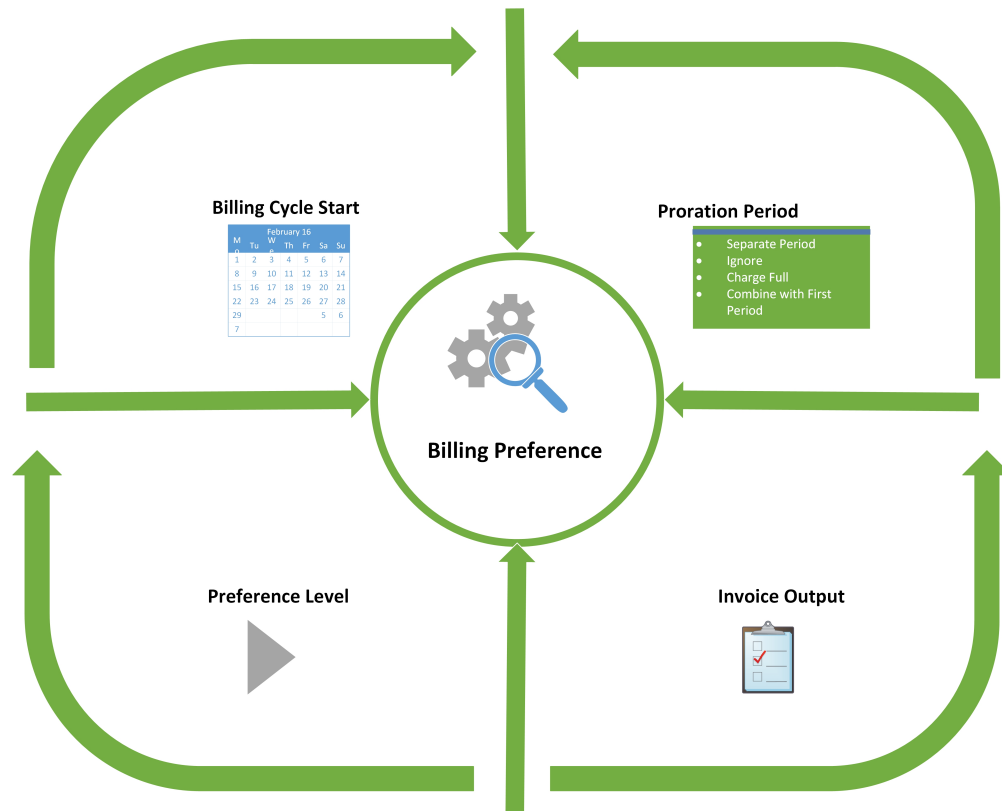 Billing Cycle Start
February 16
Mo Tu We Th Fr Sa Su
1 2 3 4 5 6 7
8 9 10 11 12 13 14
15 16 17 18 19 20 21
22 23 24 25 26 27 28
29 5 6
7
Proration Period
• Separate Period
• Ignore
• Charge Full
• Combine with First
Period
Billing Preference
Preference Level
Invoice Output